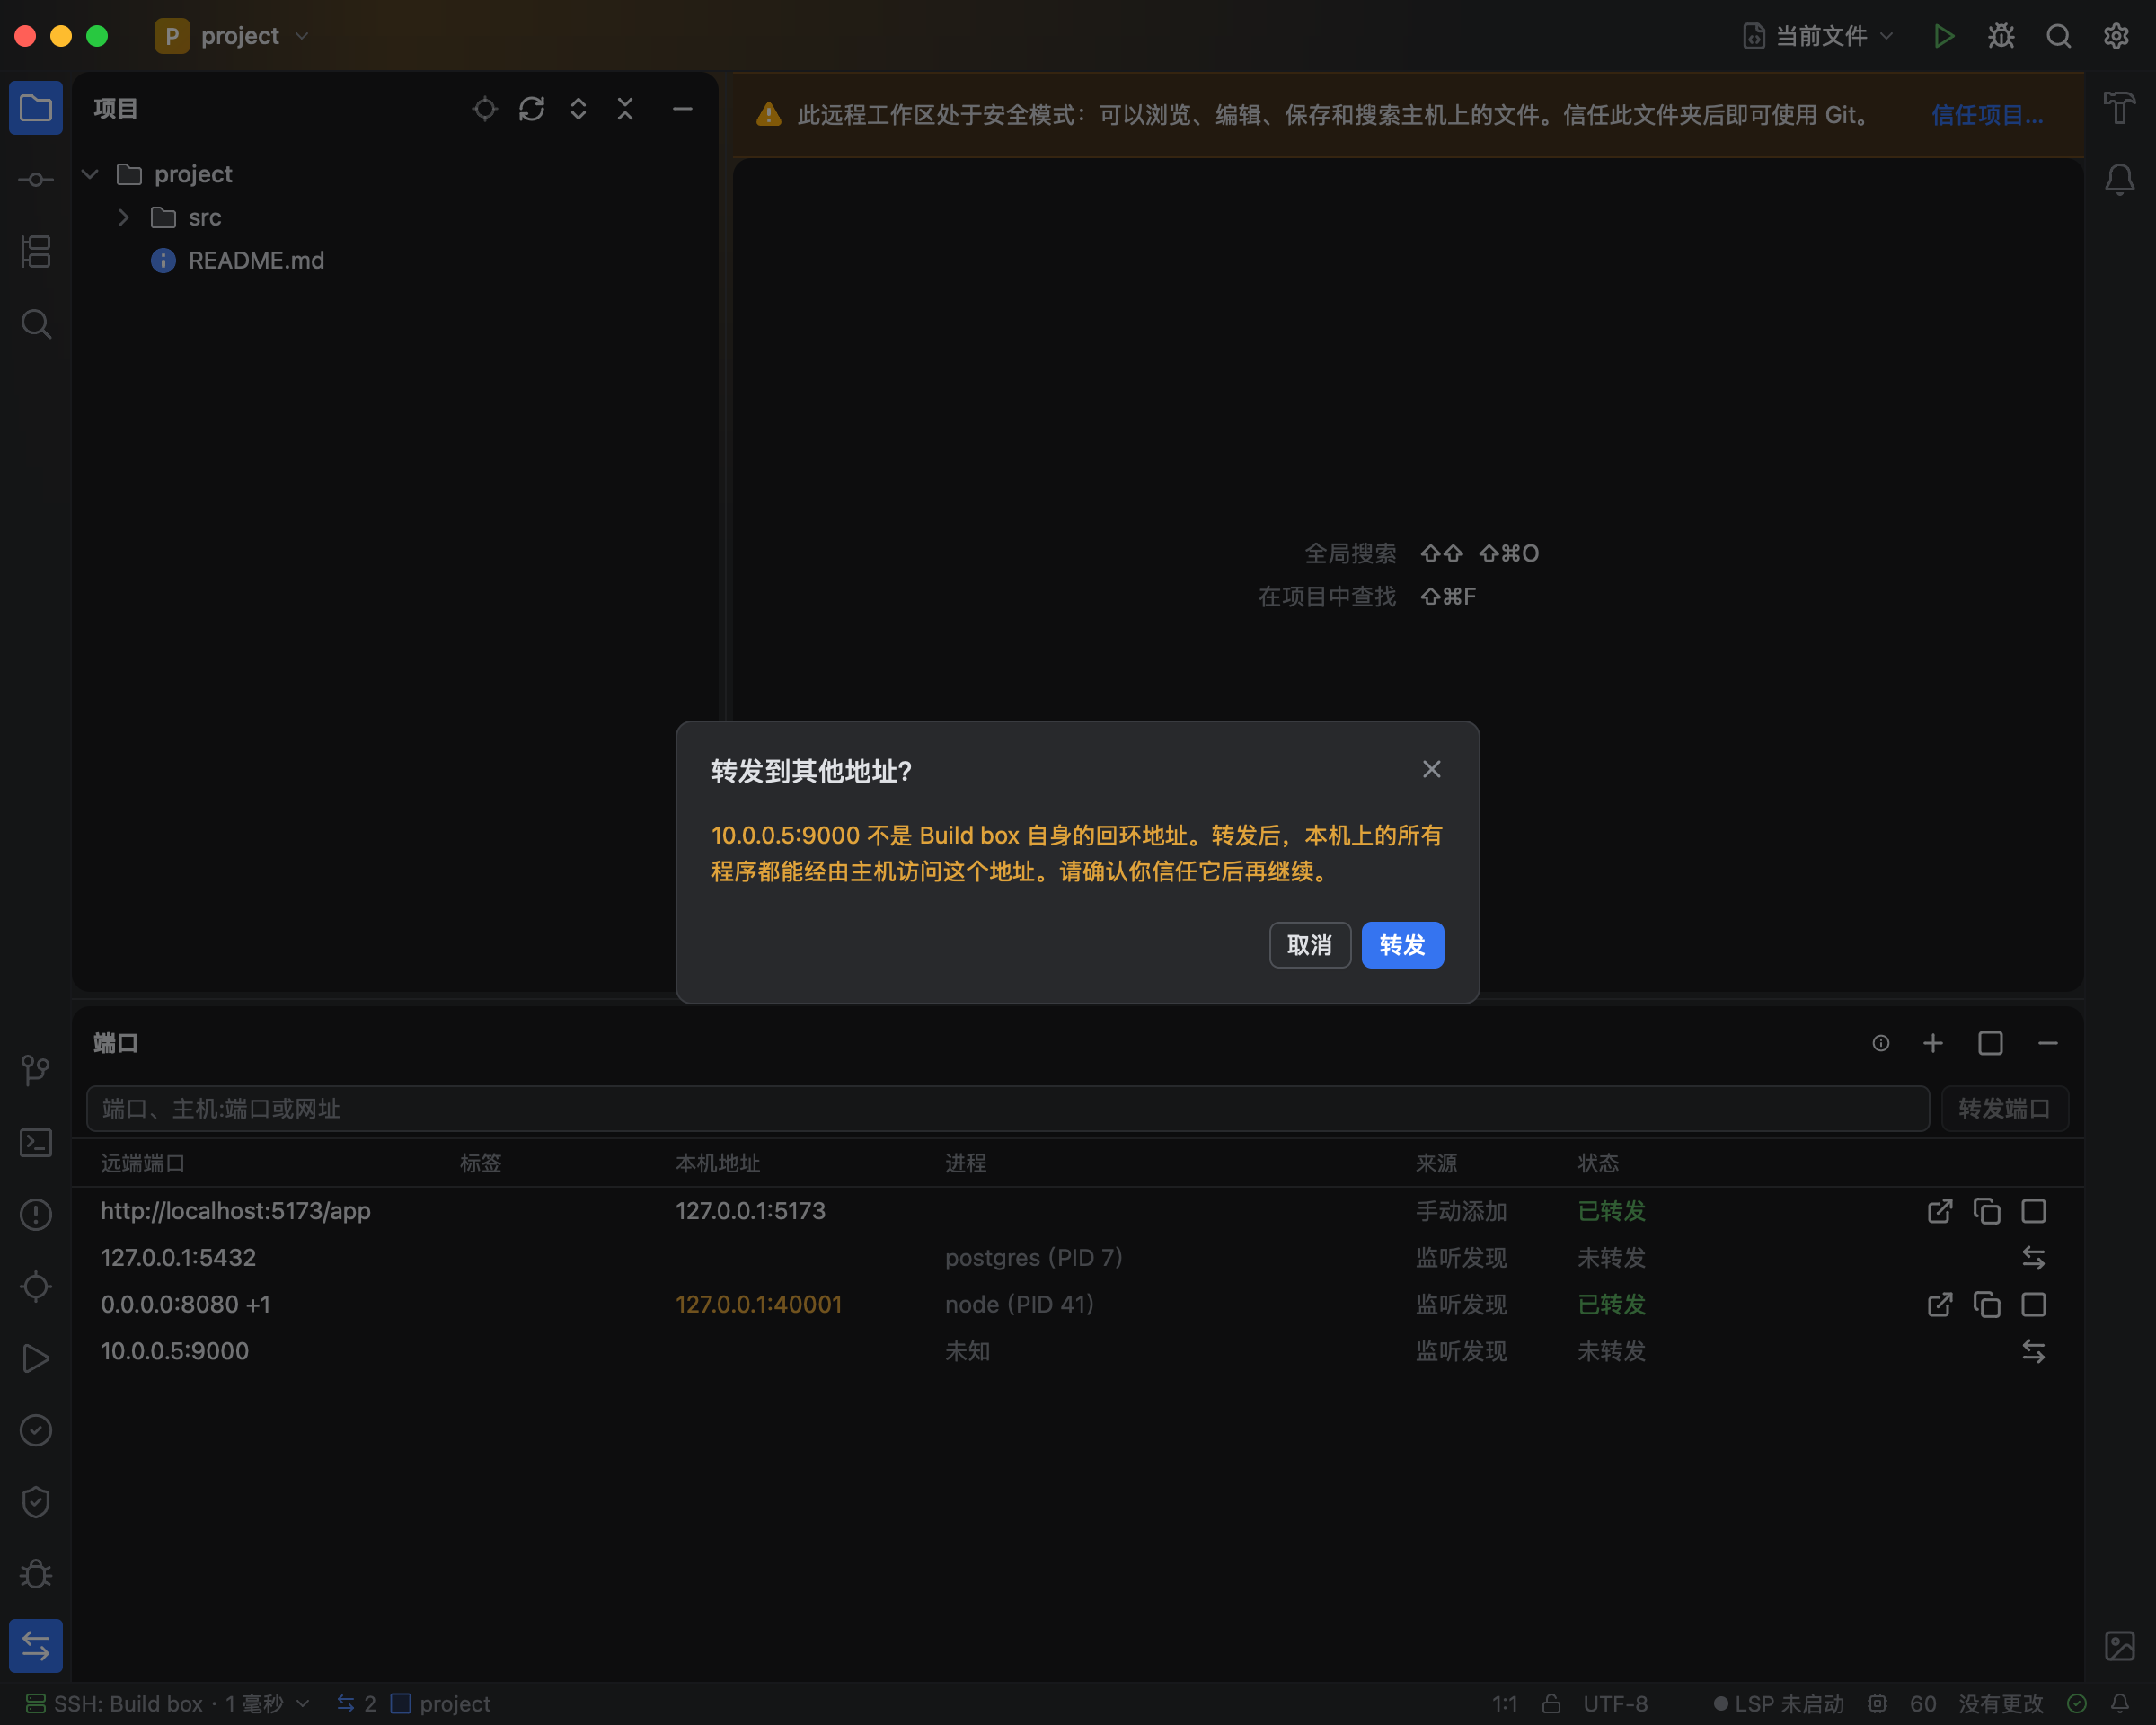 P project
当前文件
项目
此远程工作区处于安全模式：可以浏览、编辑、保存和搜索主机上的文件。信任此文件夹后即可使用 Git。 信任项目...
project
src
README.md
全局搜索 ⇧⇧ ⇧⌘O
在项目中查找 ⇧⌘F
转发到其他地址？
10.0.0.5:9000 不是 Build box 自身的回环地址。转发后，本机上的所有
程序都能经由主机访问这个地址。请确认你信任它后再继续。
取消 转发
端口
端口、主机:端口或网址 转发端口
远端端口 标签 本机地址 进程 来源 状态
http://localhost:5173/app 127.0.0.1:5173 手动添加 已转发
127.0.0.1:5432 postgres (PID 7) 监听发现 未转发
0.0.0.0:8080 +1 127.0.0.1:40001 node (PID 41) 监听发现 已转发
10.0.0.5:9000 未知 监听发现 未转发
SSH: Build box · 1 毫秒 2 project 1:1 UTF-8 LSP 未启动 60 没有更改